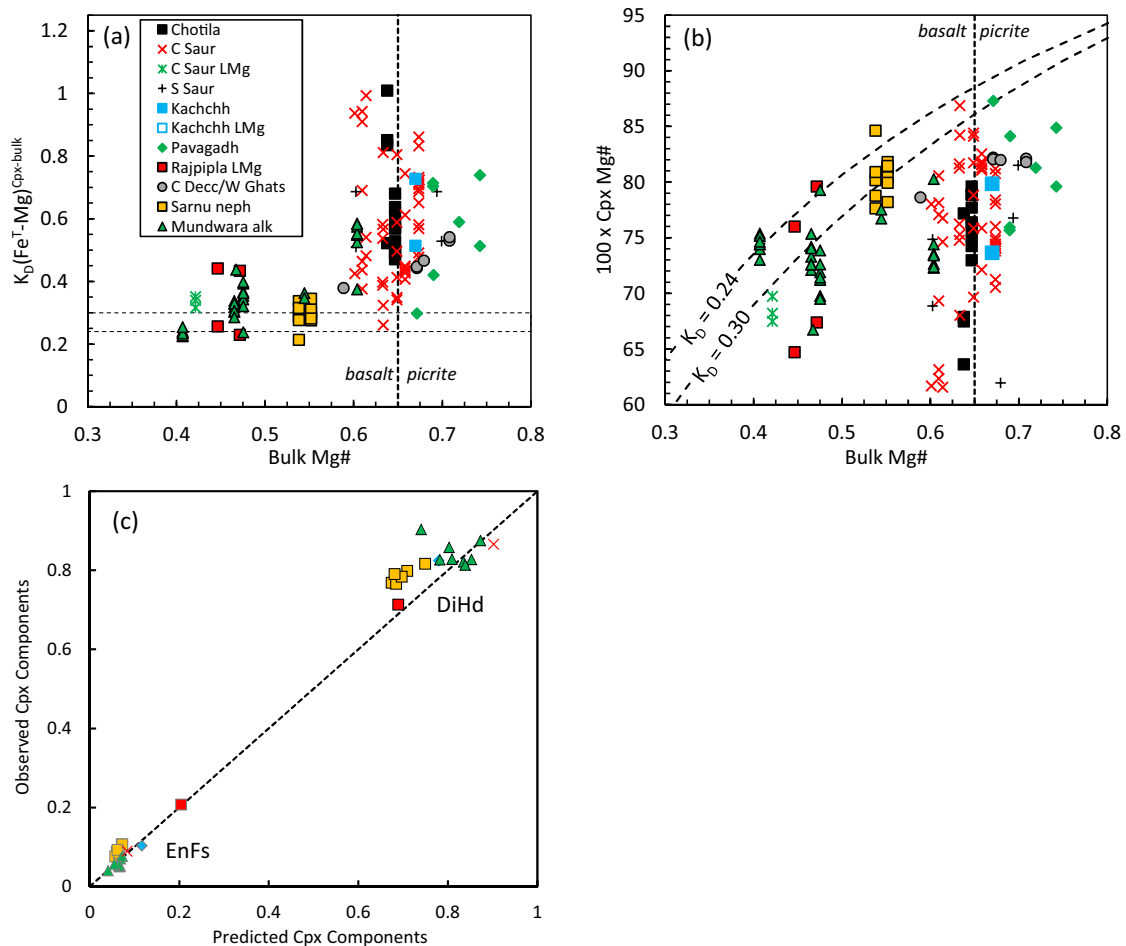 (a)
Chotila
C Saur
C Saur LMg
S Saur
Kachchh
Kachchh LMg
Pavagadh
Rajpipla LMg
C Decc/W Ghats
Sarnu neph
Mundwara alk
basalt picrite
1.2
1
0.8
0.6
0.4
0.2
0
0.3 0.4 0.5 0.6 0.7 0.8
Bulk Mg#
K_D(Fe^T-Mg)^Cpx-bulk
(b)
basalt picrite
K_D = 0.24
K_D = 0.30
95
90
85
80
75
70
65
60
0.3 0.4 0.5 0.6 0.7 0.8
Bulk Mg#
100 x Cpx Mg#
(c)
DiHd
EnFs
1
0.8
0.6
0.4
0.2
0
0 0.2 0.4 0.6 0.8 1
Predicted Cpx Components
Observed Cpx Components